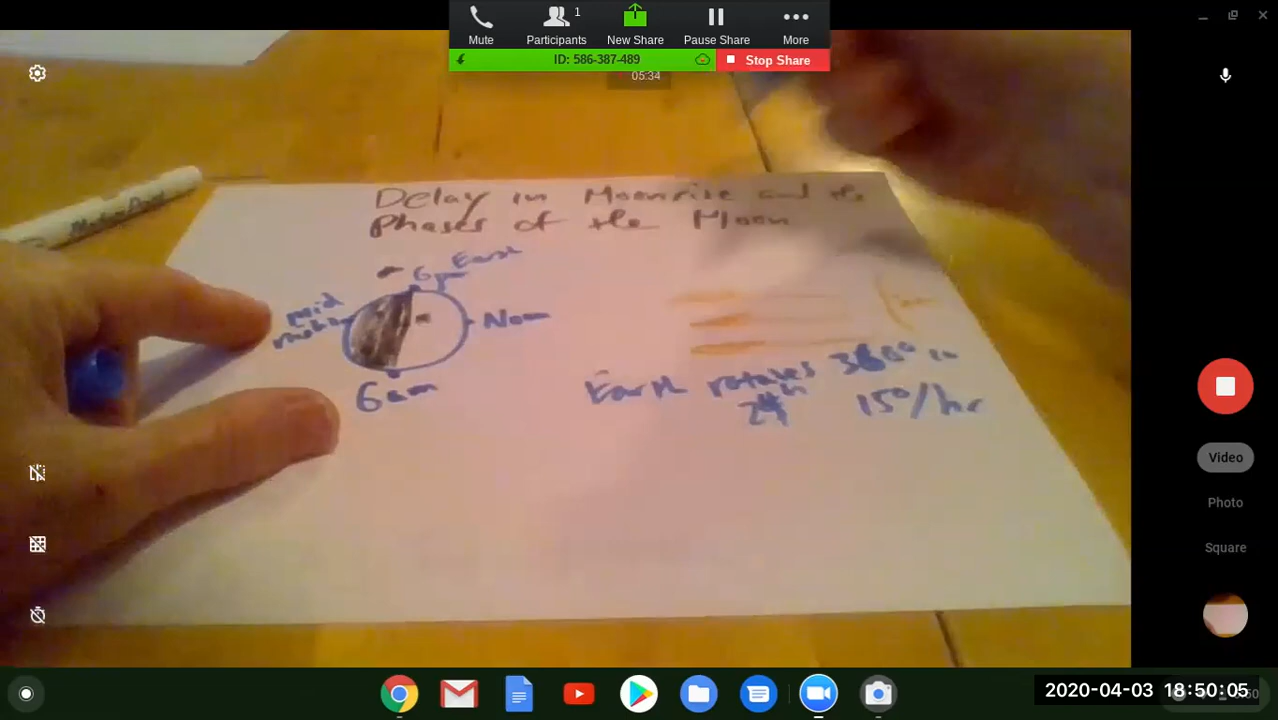 Mute
Participants
1
New Share
Pause Share
More
ID: 586-387-489
Stop Share
05:34
Delay in Moonrise and the
Phases of the Moon
6pm Earth
mid
Noon
6am
Earth rotates 360° in
24h
15°/hr
Video
Photo
Square
2020-04-03 18:50:05